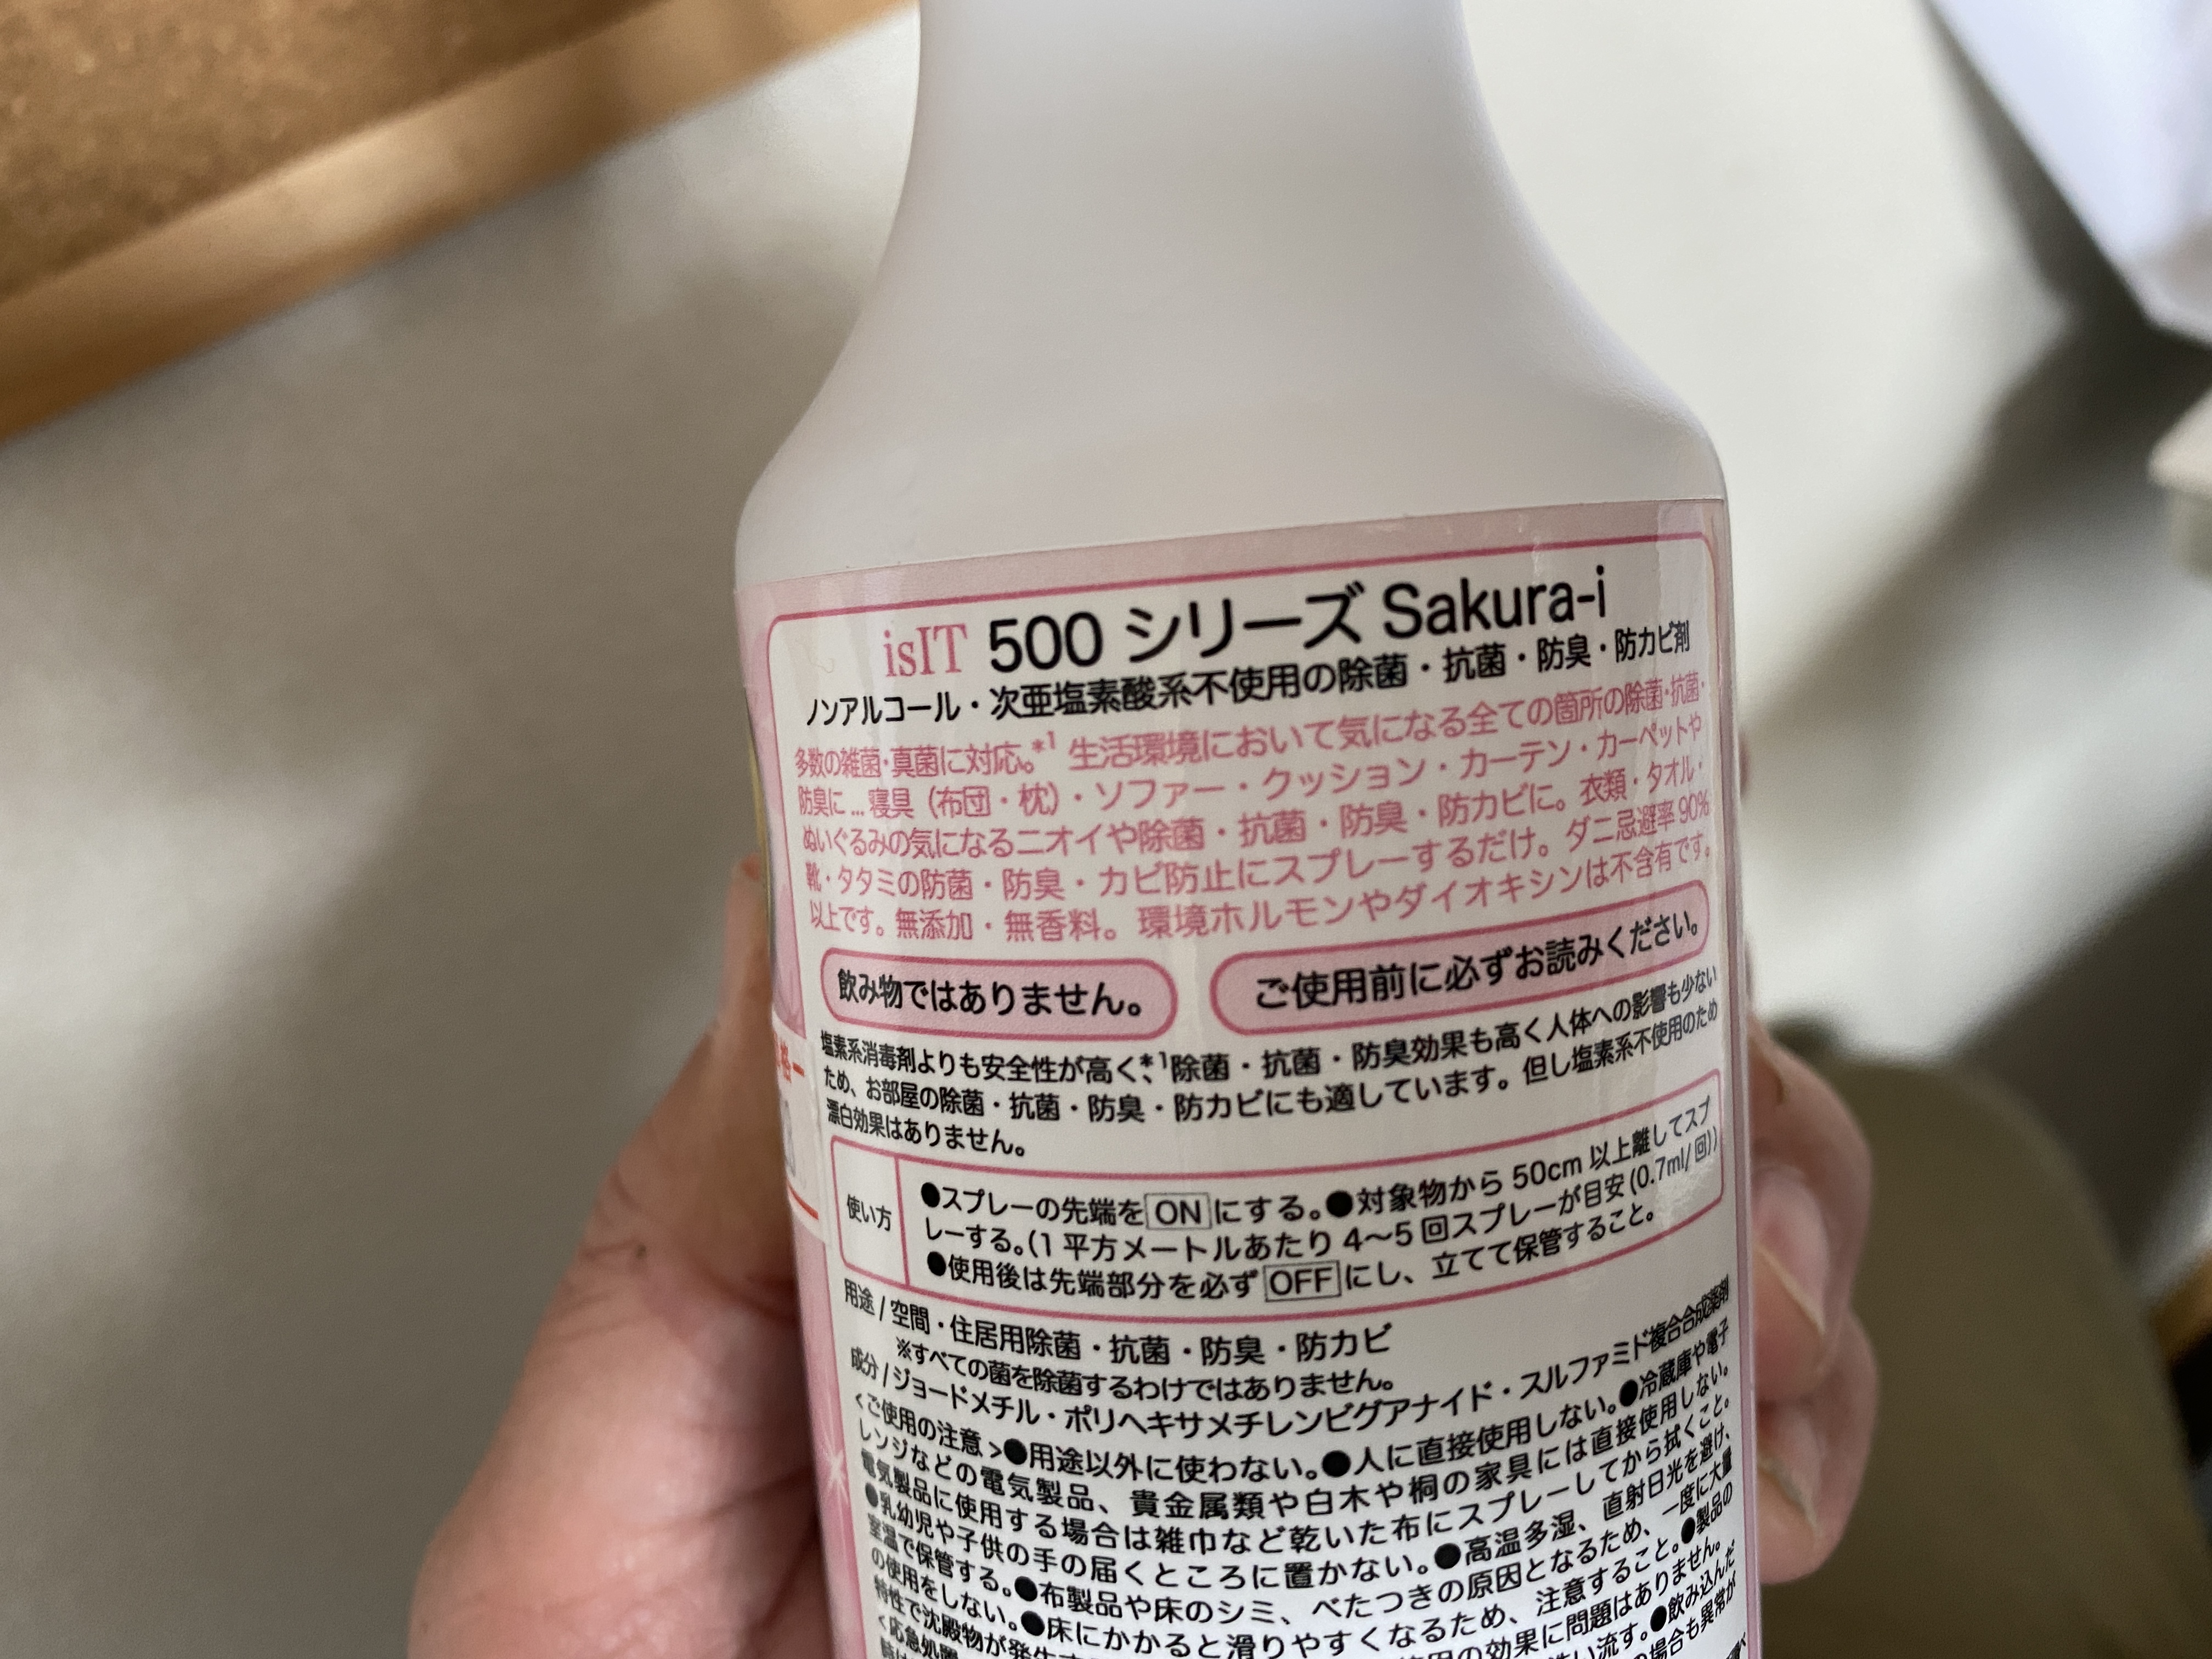 isIT 500 シリーズ Sakura-i
ノンアルコール・次亜塩素酸系不使用の除菌・抗菌・防臭・防カビ剤
多数の雑菌・真菌に対応。*1 生活環境において気になる全ての箇所の除菌・抗菌・
防臭に…寝具（布団・枕）・ソファー・クッション・カーテン・カーペットや
ぬいぐるみの気になるニオイや除菌・抗菌・防臭・防カビに。衣類・タオル・
靴・タタミの防菌・防臭・カビ防止にスプレーするだけ。ダニ忌避率90%
以上です。無添加・無香料。環境ホルモンやダイオキシンは不含有です。
飲み物ではありません。
ご使用前に必ずお読みください。
塩素系消毒剤よりも安全性が高く、*1除菌・抗菌・防臭効果も高く人体への影響も少ない
ため、お部屋の除菌・抗菌・防臭・防カビにも適しています。但し塩素系不使用のため
漂白効果はありません。
使い方
●スプレーの先端を ON にする。●対象物から 50cm 以上離してスプ
レーする。(1 平方メートルあたり 4〜5 回スプレーが目安 (0.7ml/ 回))
●使用後は先端部分を必ず OFF にし、立てて保管すること。
用途 / 空間・住居用除菌・抗菌・防臭・防カビ
※すべての菌を除菌するわけではありません。
成分 / ジョードメチル・ポリヘキサメチレンビグアナイド・スルファミド複合合成薬剤
<ご使用の注意>●用途以外に使わない。●人に直接使用しない。●冷蔵庫や電子
レンジなどの電気製品、貴金属類や白木や桐の家具には直接使用しない。
電気製品に使用する場合は雑巾など乾いた布にスプレーしてから拭くこと。
●乳幼児や子供の手の届くところに置かない。●高温多湿、直射日光を避け、
室温で保管する。●布製品や床のシミ、べたつきの原因となるため、一度に大量
の使用をしない。●床にかかると滑りやすくなるため、注意すること。●製品の
特性で沈殿物が発生 の効果に問題はありません。
<応急処置 い流す。●飲み込んだ
の場合も異常が